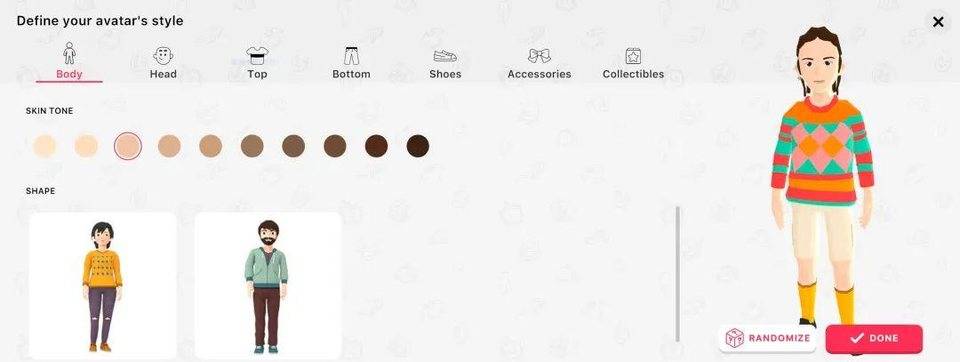 Define your avatar's style
Body
Head
Top
Bottom
Shoes
Accessories
Collectibles
SKIN TONE
SHAPE
RANDOMIZE
DONE